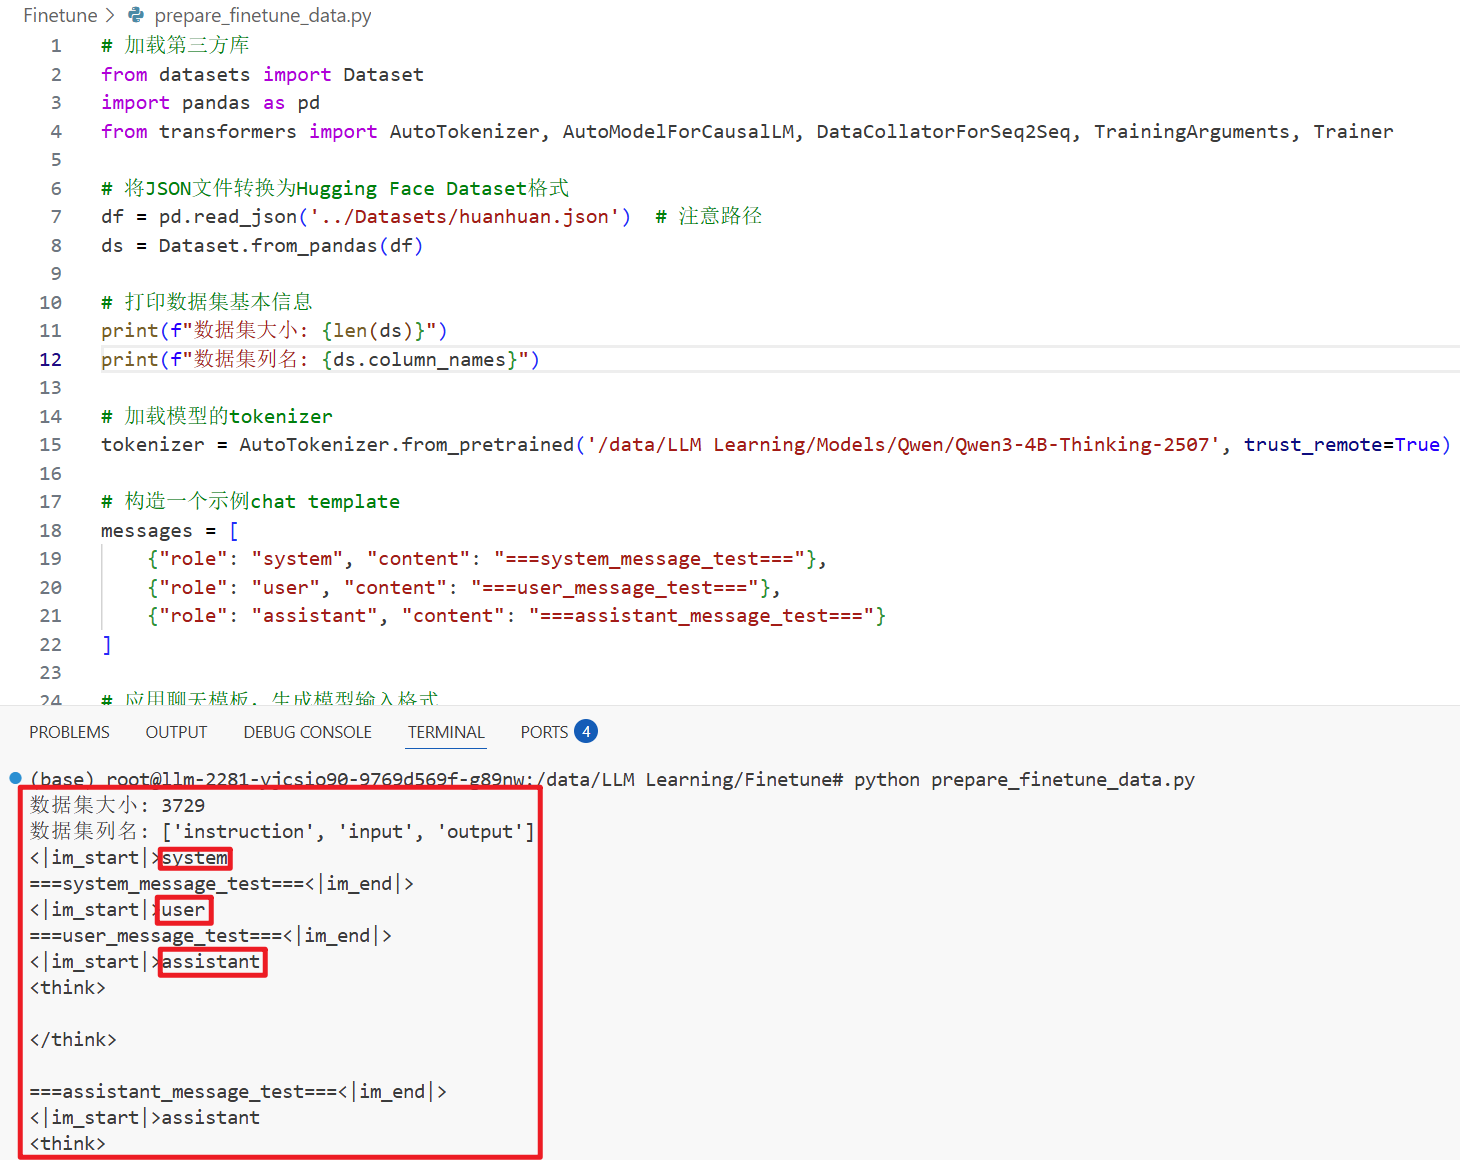 Finetune > prepare_finetune_data.py
1 # 加载第三方库
2 from datasets import Dataset
3 import pandas as pd
4 from transformers import AutoTokenizer, AutoModelForCausalLM, DataCollatorForSeq2Seq, TrainingArguments, Trainer
5
6 # 将JSON文件转换为Hugging Face Dataset格式
7 df = pd.read_json('../Datasets/huanhuan.json')  # 注意路径
8 ds = Dataset.from_pandas(df)
9
10 # 打印数据集基本信息
11 print(f"数据集大小: {len(ds)}")
12 print(f"数据集列名: {ds.column_names}")
13
14 # 加载模型的tokenizer
15 tokenizer = AutoTokenizer.from_pretrained('/data/LLM Learning/Models/Qwen/Qwen3-4B-Thinking-2507', trust_remote=True)
16
17 # 构造一个示例chat template
18 messages = [
19     {"role": "system", "content": "===system_message_test==="},
20     {"role": "user", "content": "===user_message_test==="},
21     {"role": "assistant", "content": "===assistant_message_test==="}
22 ]
23
24 # 应用聊天模板，生成模型输入格式
PROBLEMS OUTPUT DEBUG CONSOLE TERMINAL PORTS 4
(base) root@llm-2281-yjcsio90-9769d569f-g89nw:/data/LLM Learning/Finetune# python prepare_finetune_data.py
数据集大小: 3729
数据集列名: ['instruction', 'input', 'output']
<|im_start|>system
===system_message_test===<|im_end|>
<|im_start|>user
===user_message_test===<|im_end|>
<|im_start|>assistant
<think>
</think>
===assistant_message_test===<|im_end|>
<|im_start|>assistant
<think>